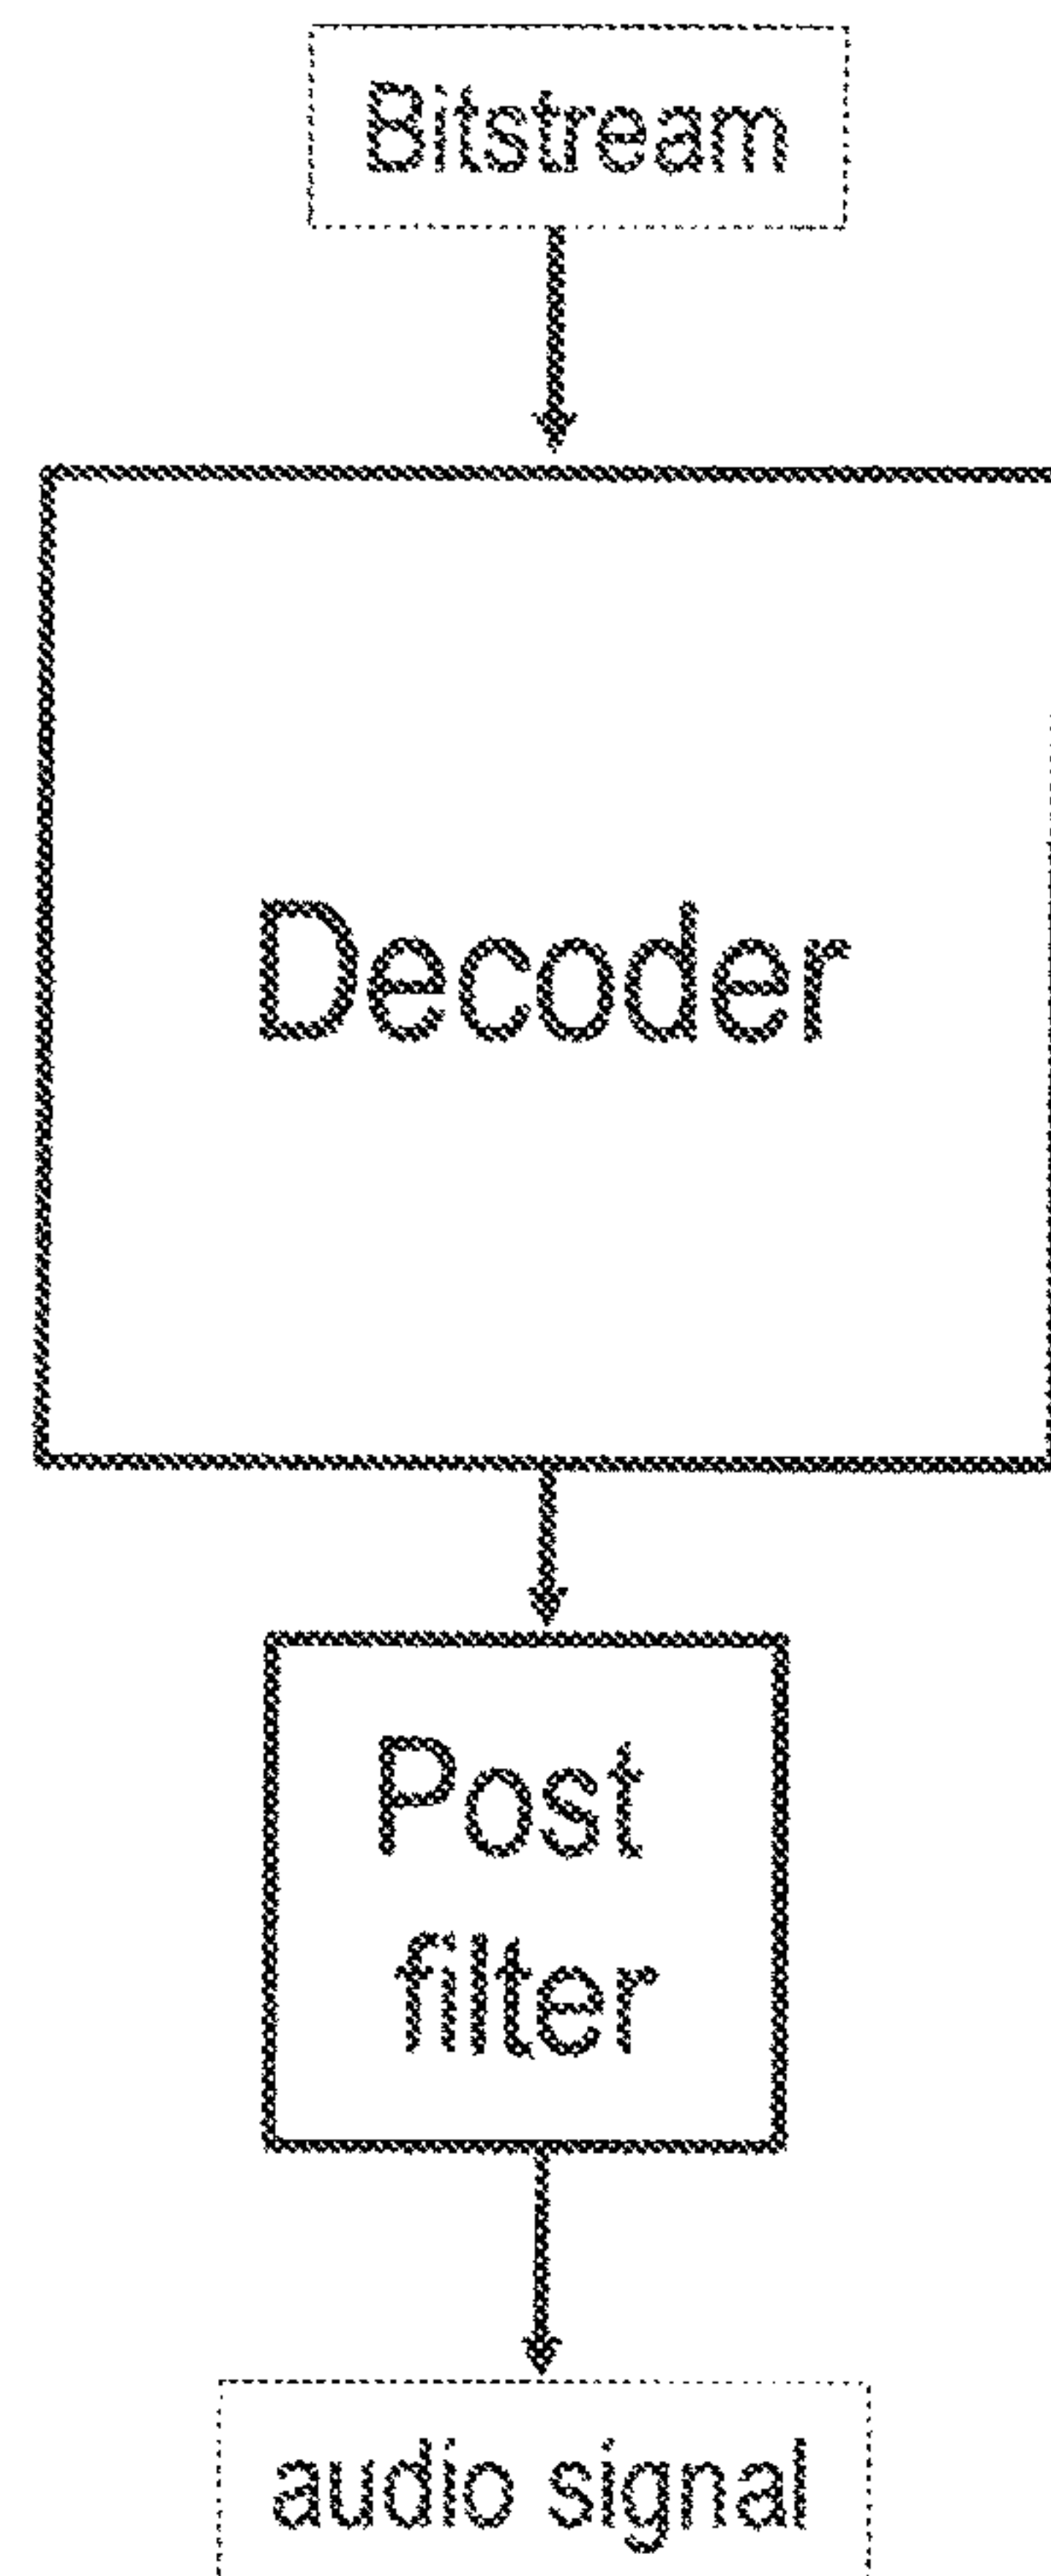 Bitstream
Decoder
Post
filter
audio signal